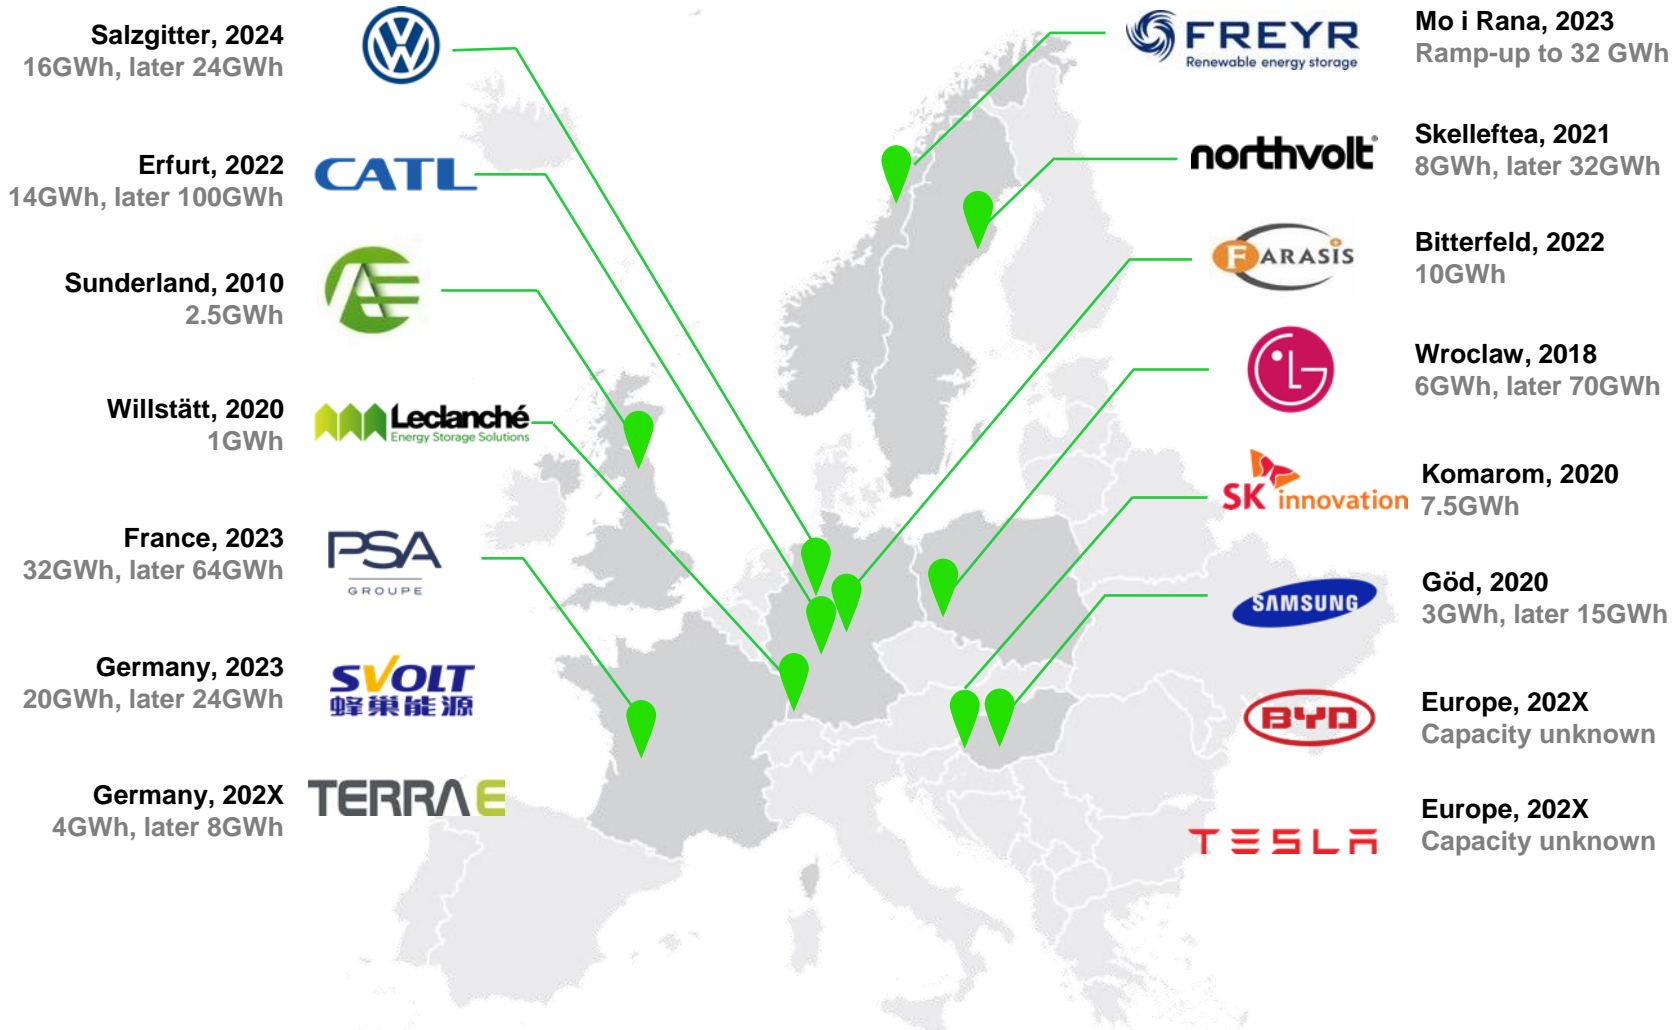 Salzgitter, 2024
16GWh, later 24GWh
Erfurt, 2022
14GWh, later 100GWh
CATL
Sunderland, 2010
2.5GWh
AE
Willstätt, 2020
1GWh
Leclanché
Energy Storage Solutions
France, 2023
32GWh, later 64GWh
PSA
GROUPE
Germany, 2023
20GWh, later 24GWh
SVOLT
蜂巢能源
Germany, 202X
4GWh, later 8GWh
TERRA E
VW
FREYR
Renewable energy storage
Mo i Rana, 2023
Ramp-up to 32 GWh
northvolt
Skelleftea, 2021
8GWh, later 32GWh
FARASIS
Bitterfeld, 2022
10GWh
LG
Wroclaw, 2018
6GWh, later 70GWh
SK innovation
Komarom, 2020
7.5GWh
SAMSUNG
Göd, 2020
3GWh, later 15GWh
BYD
Europe, 202X
Capacity unknown
TESLA
Europe, 202X
Capacity unknown